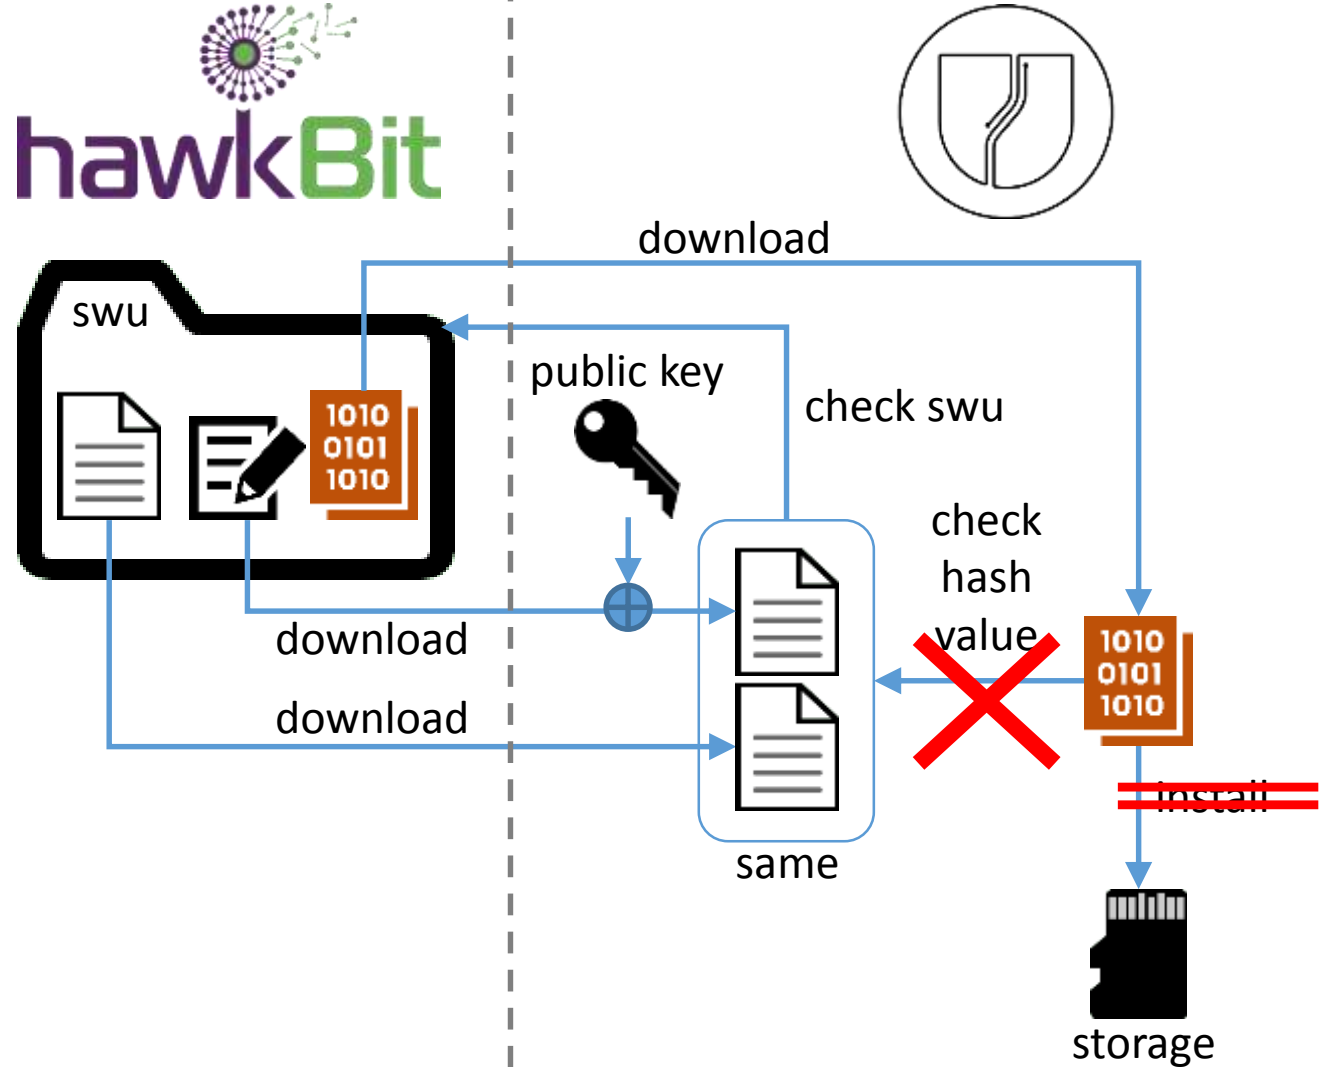 hawkBit
download
swu
public key
check swu
1010
0101
1010
check
hash
value
download
1010
0101
1010
download
install
same
storage